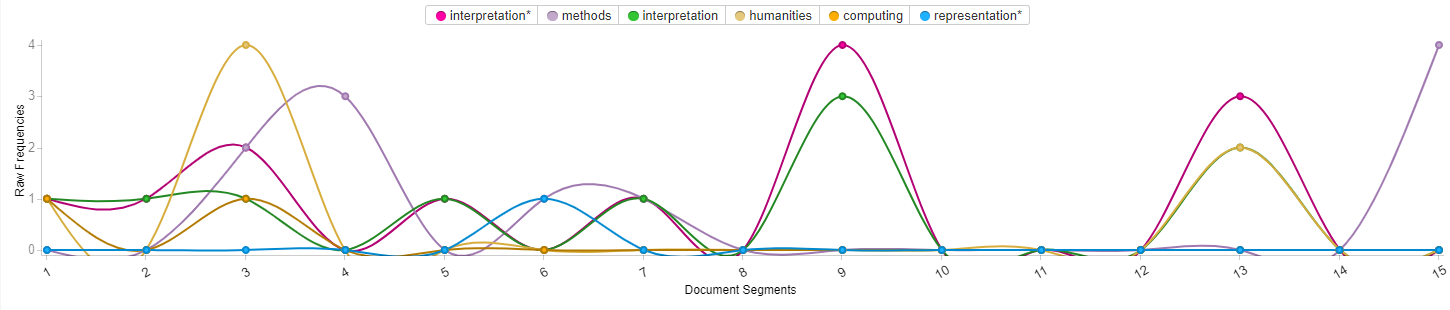 interpretation* methods interpretation humanities computing representation*
4
3
2
1
0
Raw Frequencies
1 2 3 4 5 6 7 8 9 10 11 12 13 14 15
Document Segments